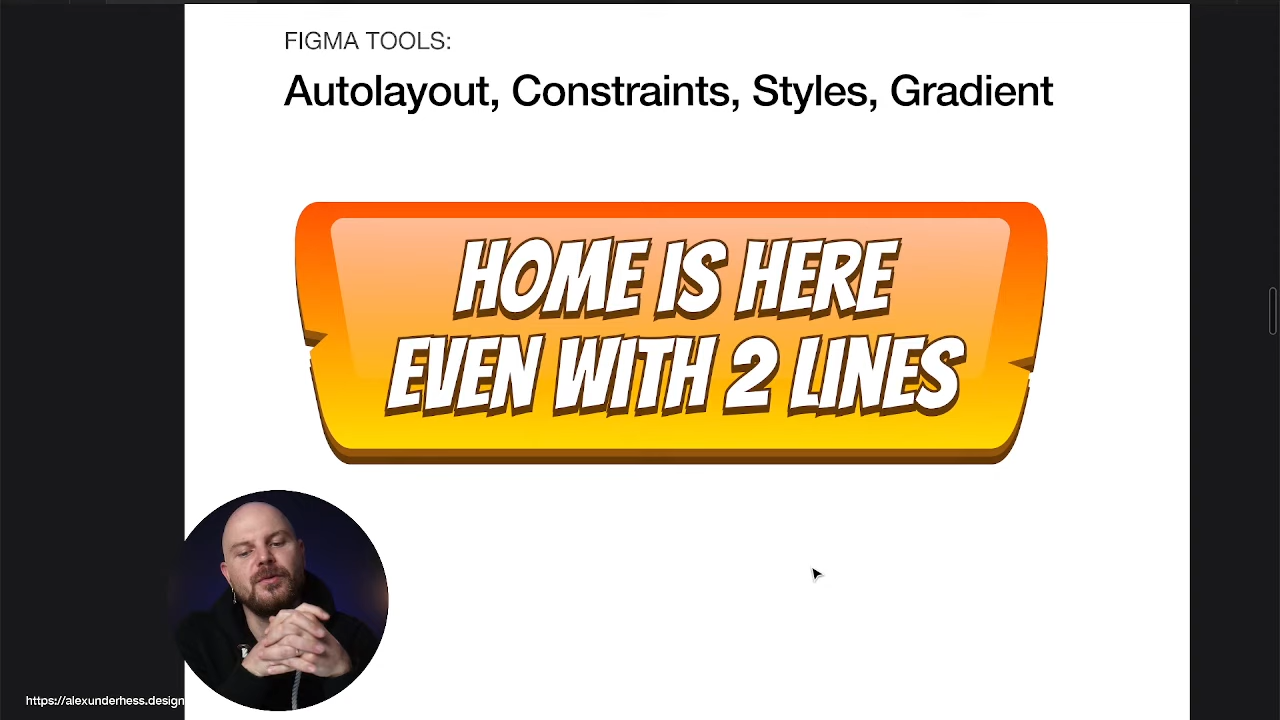 FIGMA TOOLS:
Autolayout, Constraints, Styles, Gradient
HOME IS HERE
EVEN WITH 2 LINES
https://alexunderhess.design